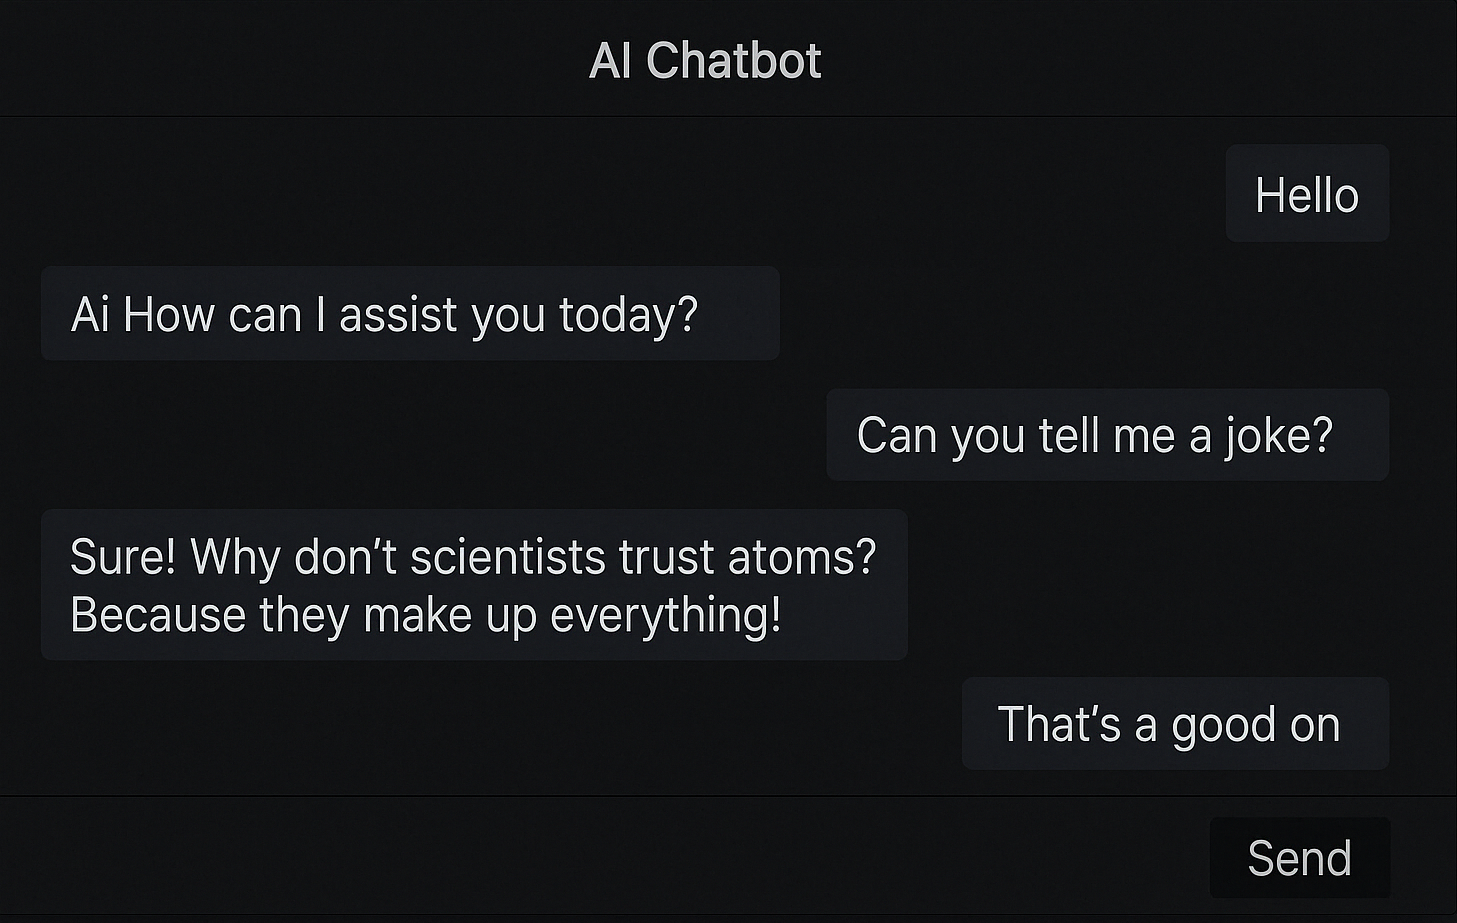 AI Chatbot
Hello
Ai How can I assist you today?
Can you tell me a joke?
Sure! Why don’t scientists trust atoms?
Because they make up everything!
That’s a good on
Send